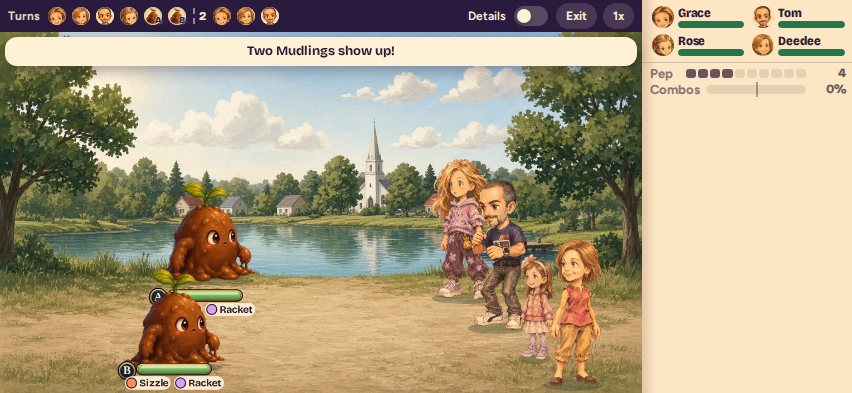 Turns
A
B
2
Details
Exit
1x
Two Mudlings show up!
Grace
Tom
Rose
Deedee
Pep
4
Combos
0%
A
Racket
B
Sizzle
Racket